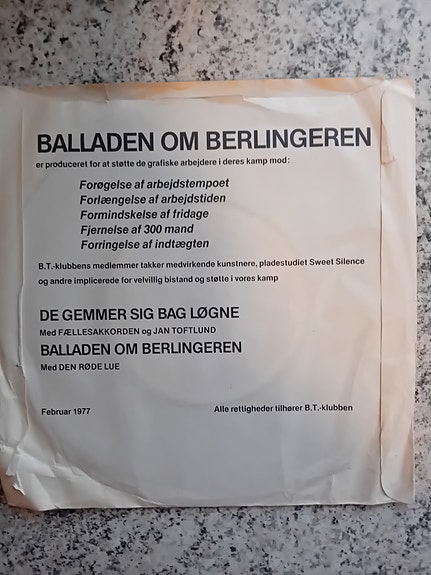 BALLADEN OM BERLINGEREN
er produceret for at støtte de grafiske arbejdere i deres kamp mod:
Forøgelse af arbejdstempoet
Forlængelse af arbejdstiden
Formindskelse af fridage
Fjernelse af 300 mand
Forringelse af indtægten
B.T.-klubbens medlemmer takker medvirkende kunstnere, pladestudiet Sweet Silence
og andre implicerede for velvillig bistand og støtte i vores kamp
DE GEMMER SIG BAG LØGNE
Med FÆLLESAKKORDEN og JAN TOFTLUND
BALLADEN OM BERLINGEREN
Med DEN RØDE LUE
Februar 1977
Alle rettigheder tilhører B.T.-klubben